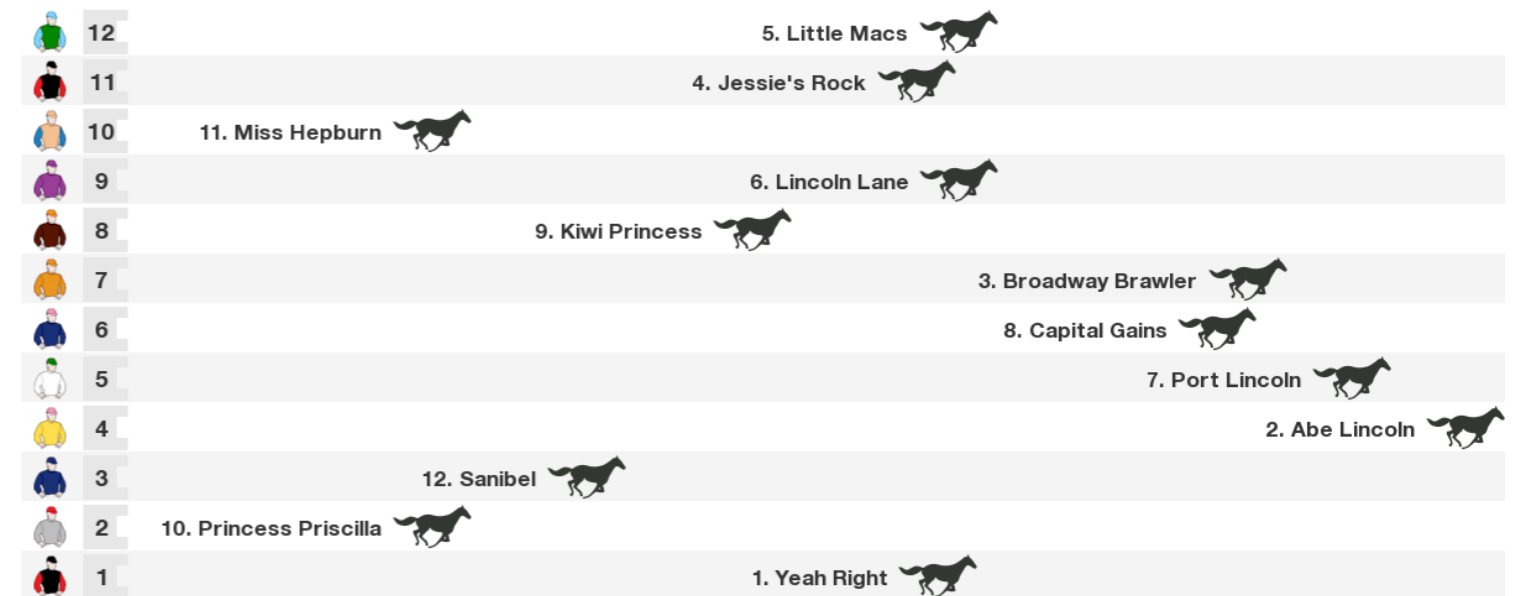 12 5. Little Macs
11 4. Jessie's Rock
10 11. Miss Hepburn
9 6. Lincoln Lane
8 9. Kiwi Princess
7 3. Broadway Brawler
6 8. Capital Gains
5 7. Port Lincoln
4 2. Abe Lincoln
3 12. Sanibel
2 10. Princess Priscilla
1 1. Yeah Right